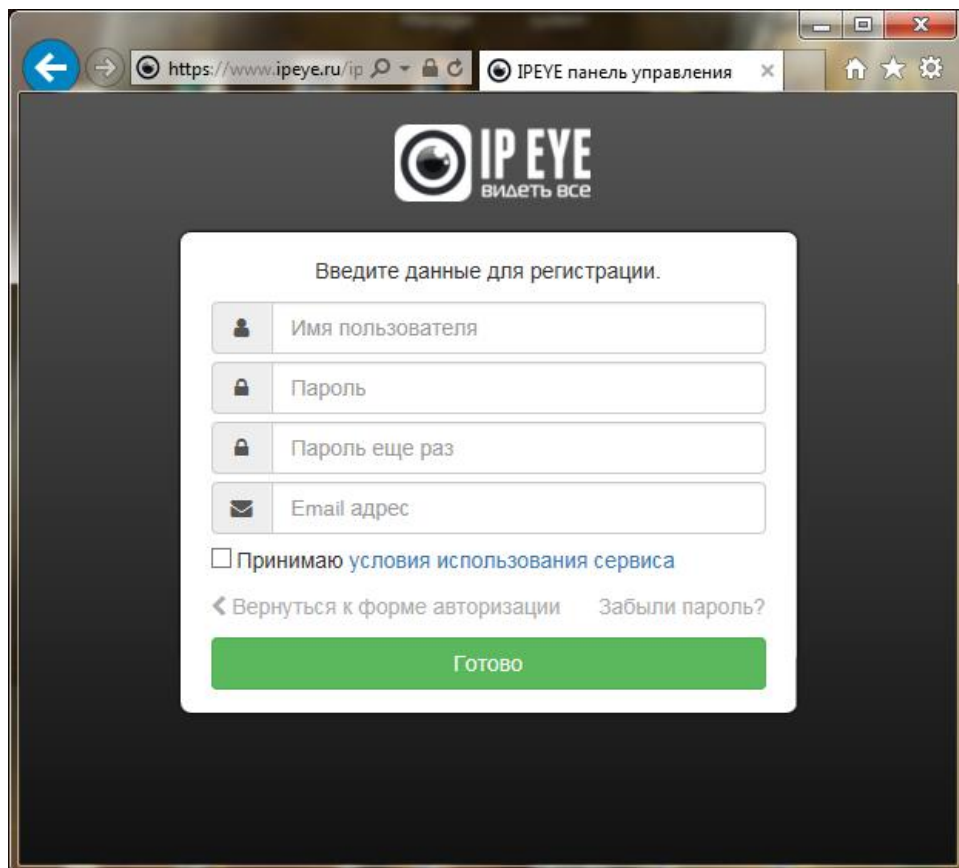 https://www.ipeye.ru/ip
IPEYE панель управления
IP EYE
видеть все
Введите данные для регистрации.
Имя пользователя
Пароль
Пароль еще раз
Email адрес
Принимаю условия использования сервиса
Вернуться к форме авторизации Забыли пароль?
Готово